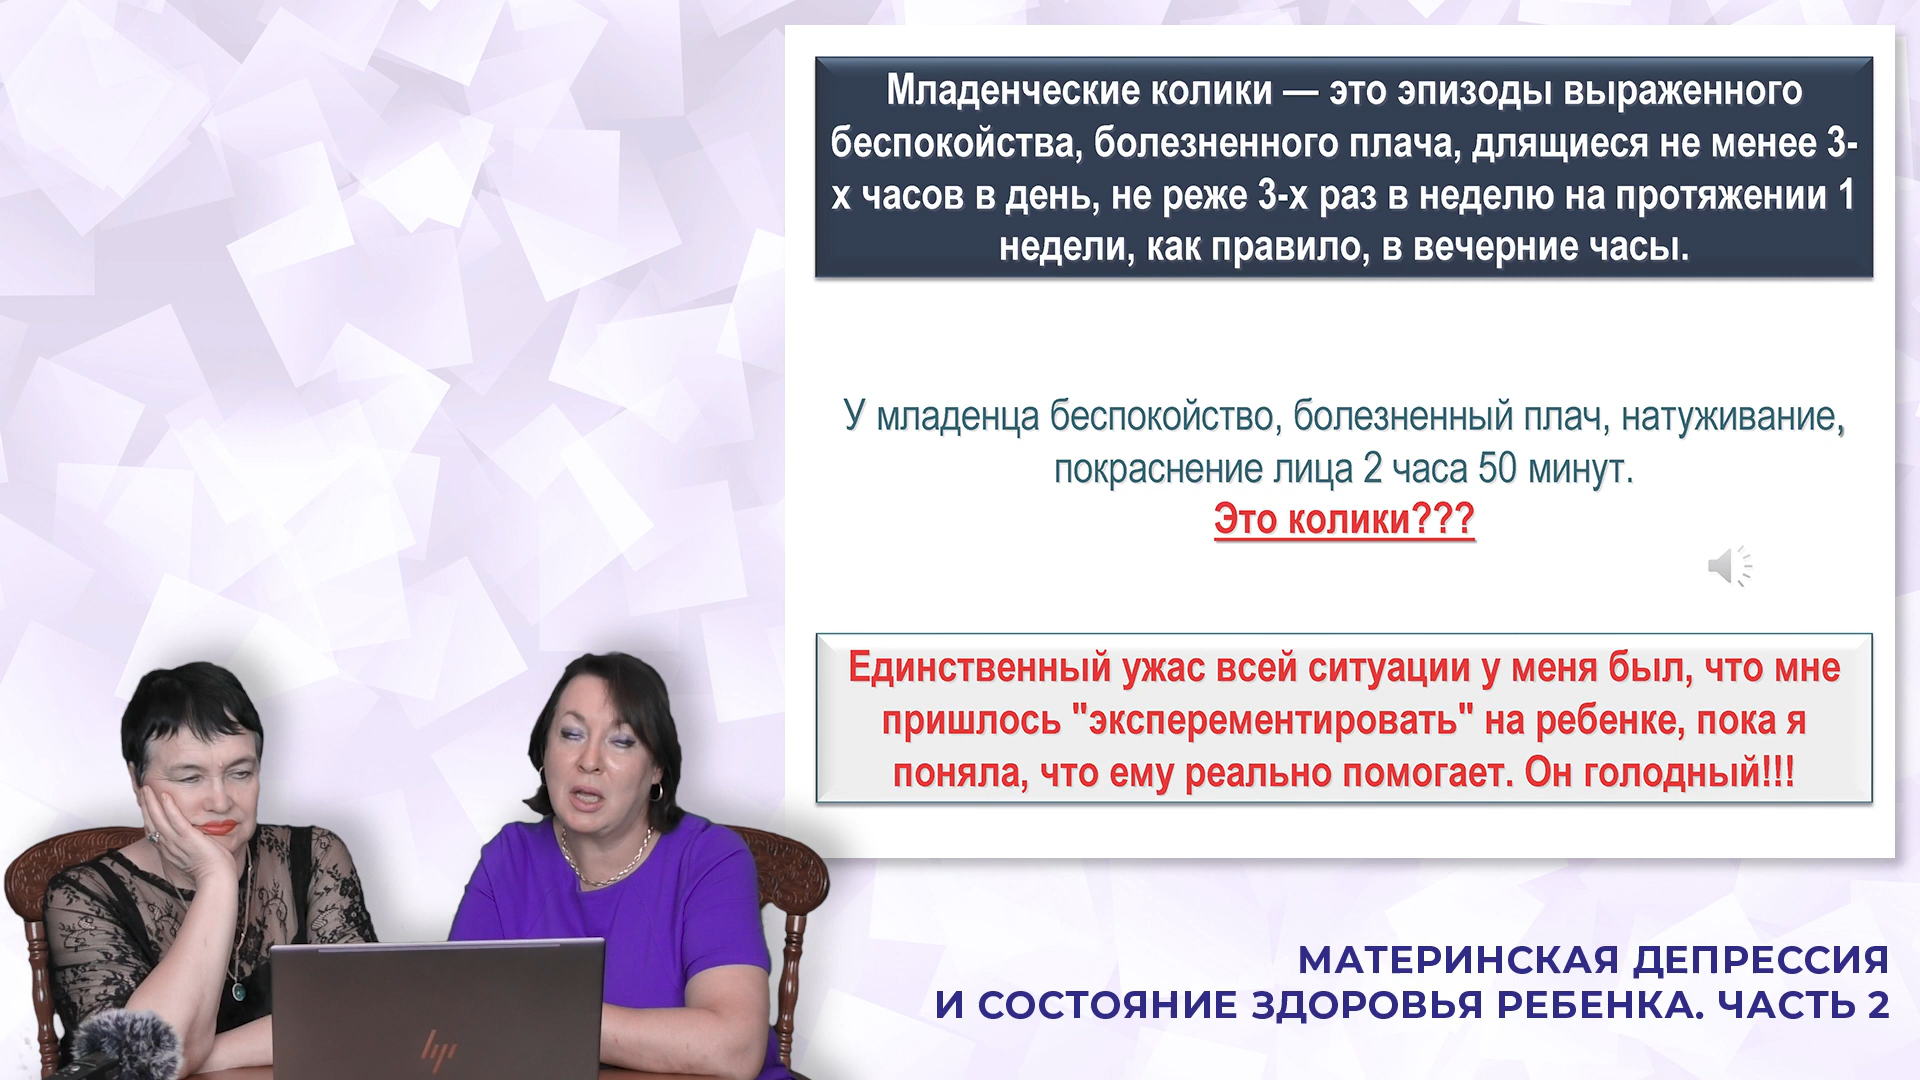 Младенческие колики — это эпизоды выраженного
беспокойства, болезненного плача, длящиеся не менее 3-
х часов в день, не реже 3-х раз в неделю на протяжении 1
недели, как правило, в вечерние часы.
У младенца беспокойство, болезненный плач, натуживание,
покраснение лица 2 часа 50 минут.
Это колики???
Единственный ужас всей ситуации у меня был, что мне
пришлось "эксперементировать" на ребенке, пока я
поняла, что ему реально помогает. Он голодный!!!
МАТЕРИНСКАЯ ДЕПРЕССИЯ
И СОСТОЯНИЕ ЗДОРОВЬЯ РЕБЕНКА. ЧАСТЬ 2
hp